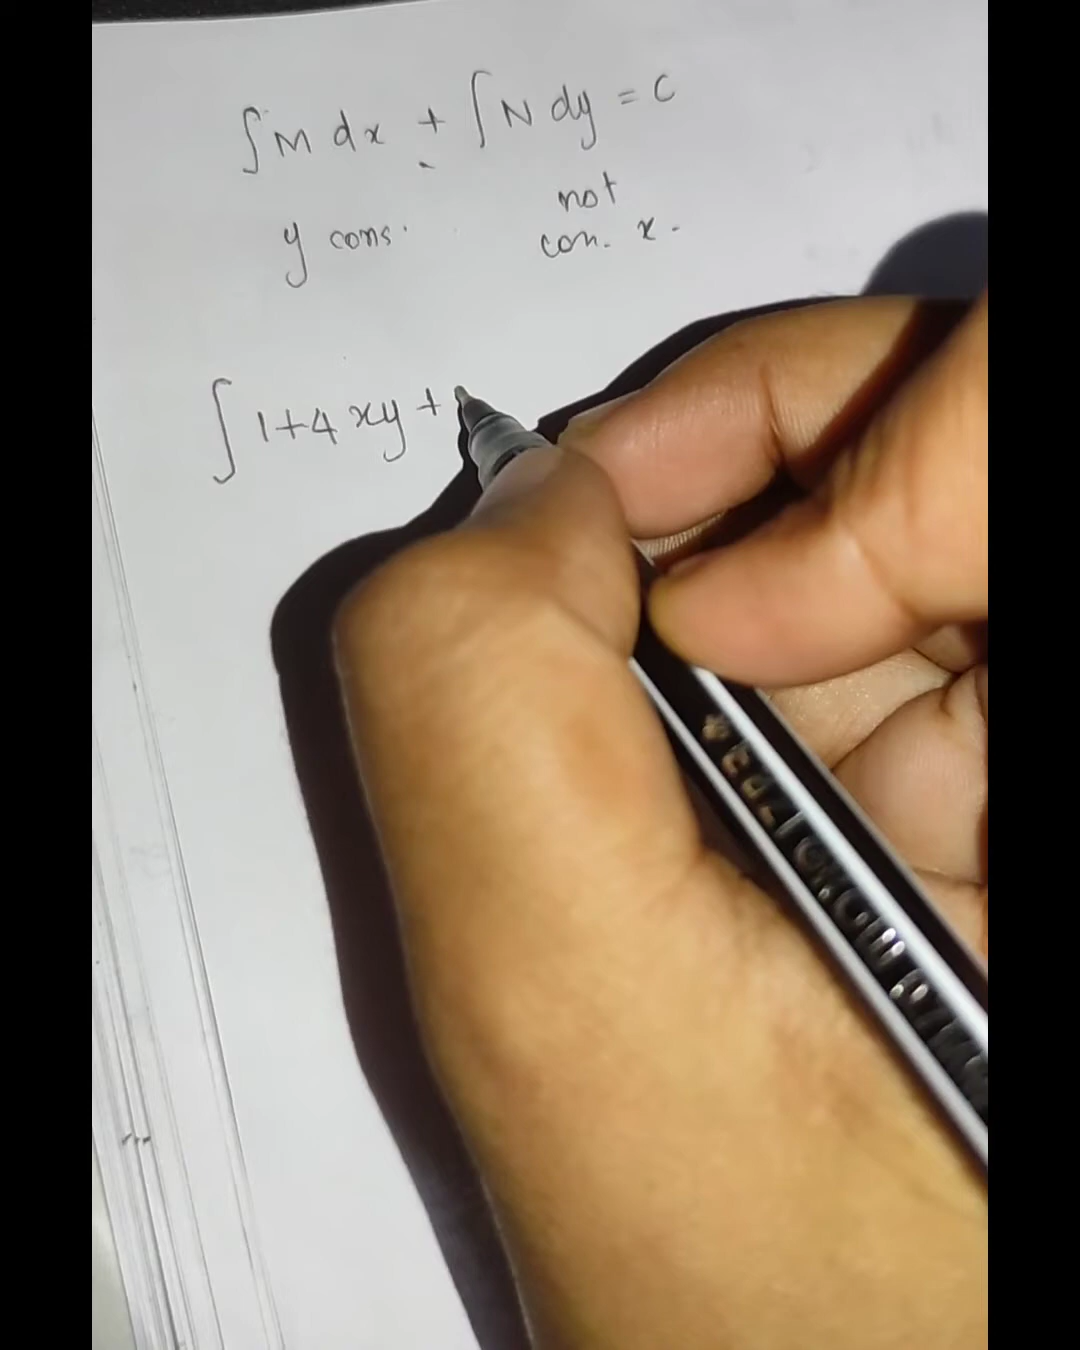 ∫M dx + ∫N dy = c
y cons. not
con. x.
∫1+4xy+